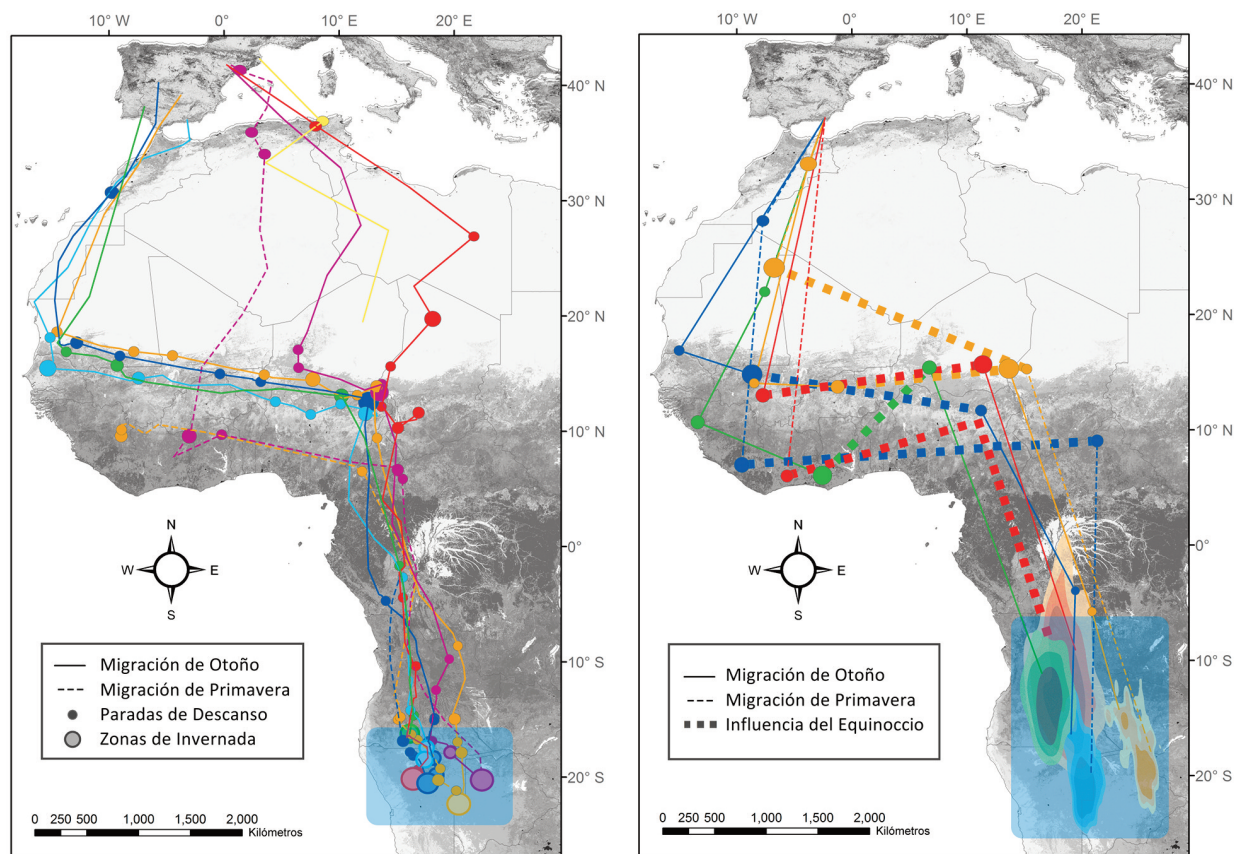 10° W 0° 10° E 20° E
40° N
30° N
20° N
10° N
0°
10° S
20° S
N
W E
S
Migración de Otoño
Migración de Primavera
Paradas de Descanso
Zonas de Invernada
0 250 500 1,000 1,500 2,000
Kilómetros
10° W 0° 10° E 20° E
40° N
30° N
20° N
10° N
0°
10° S
20° S
N
W E
S
Migración de Otoño
Migración de Primavera
Influencia del Equinoccio
0 250 500 1,000 1,500 2,000
Kilómetros